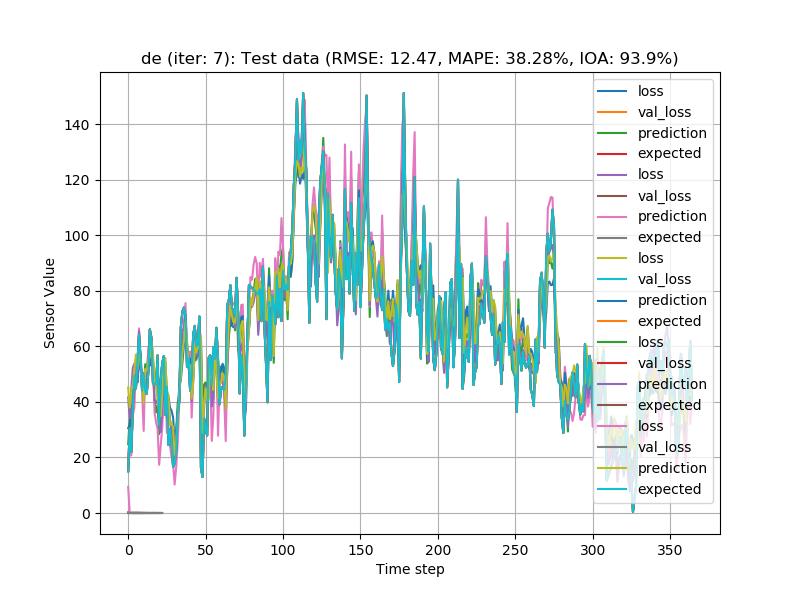 de (iter: 7): Test data (RMSE: 12.47, MAPE: 38.28%, IOA: 93.9%)
Sensor Value
140
120
100
80
60
40
20
0
loss
val_loss
prediction
expected
loss
val_loss
prediction
expected
loss
val_loss
prediction
expected
loss
val_loss
prediction
expected
loss
val_loss
prediction
expected
0 50 100 150 200 250 300 350
Time step